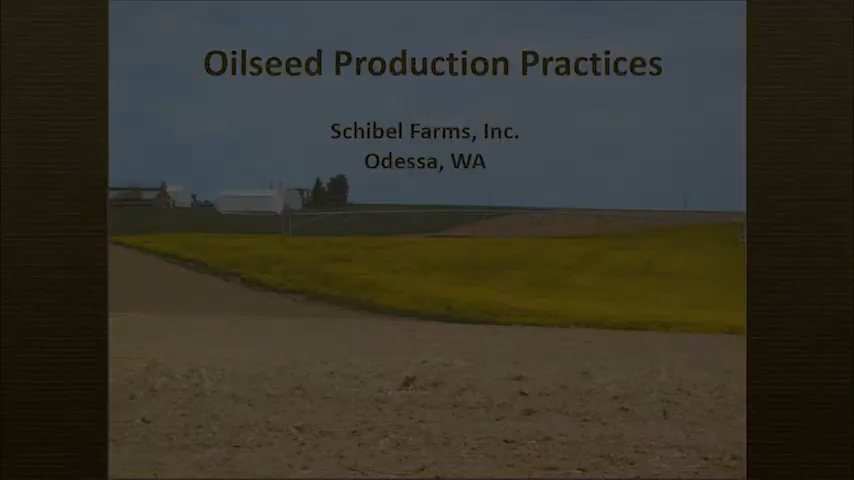 Oilseed Production Practices
Schibel Farms, Inc.
Odessa, WA